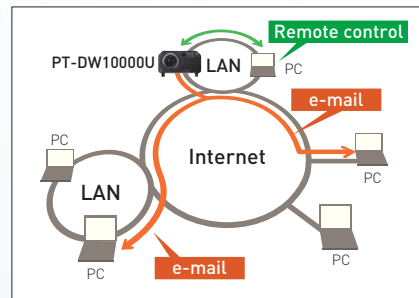 Remote control
PT-DW10000U
LAN
PC
e-mail
PC
Internet
PC
LAN
PC
PC
e-mail